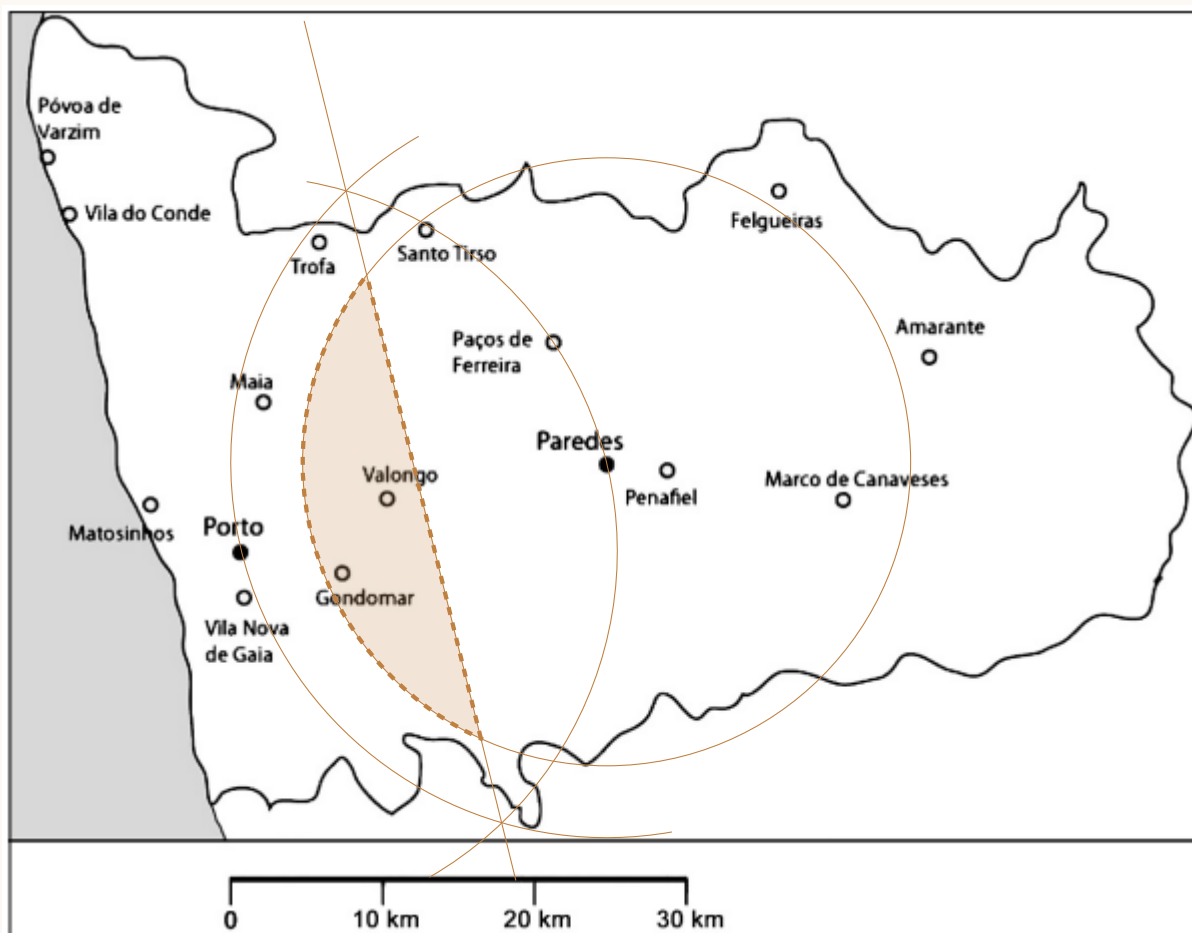 Póvoa de
Varzim
Vila do Conde
Trofa
Santo Tirso
Felgueiras
Paços de
Ferreira
Amarante
Maia
Paredes
Valongo
Penafiel
Marco de Canaveses
Matosinhos
Porto
Gondomar
Vila Nova
de Gaia
0 10 km 20 km 30 km